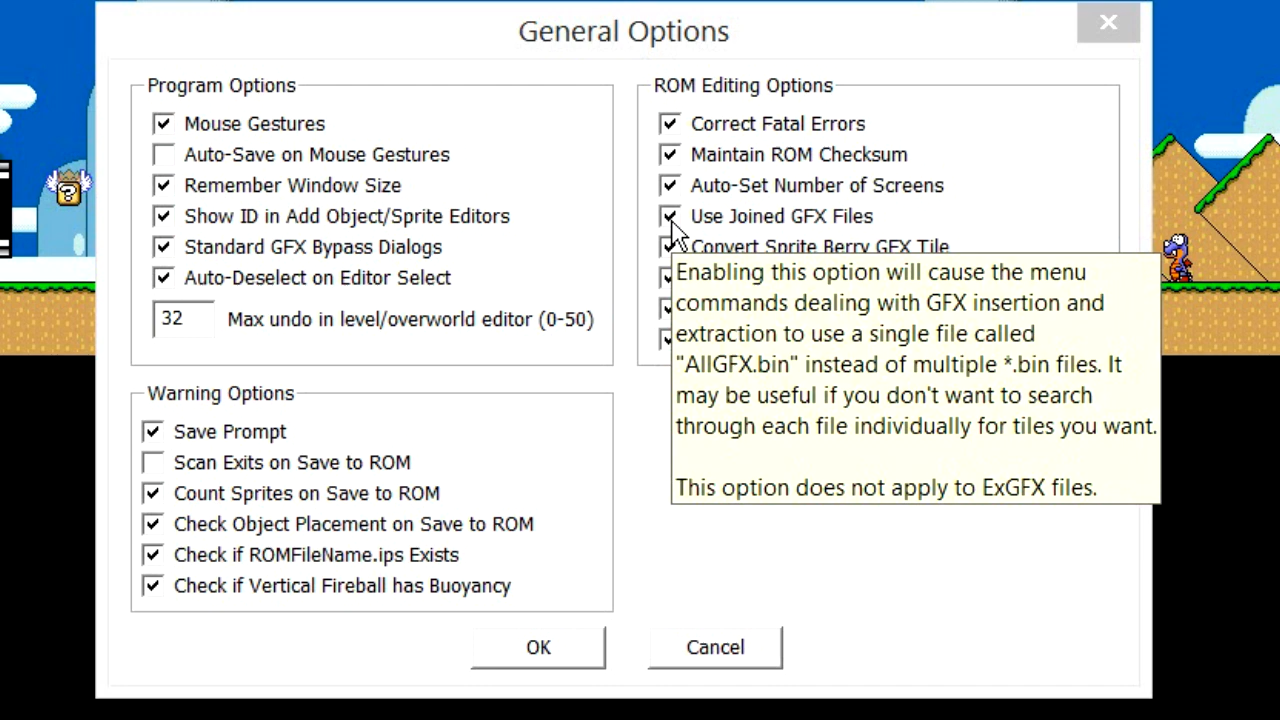 General Options
Program Options
Mouse Gestures
Auto-Save on Mouse Gestures
Remember Window Size
Show ID in Add Object/Sprite Editors
Standard GFX Bypass Dialogs
Auto-Deselect on Editor Select
32 Max undo in level/overworld editor (0-50)
Warning Options
Save Prompt
Scan Exits on Save to ROM
Count Sprites on Save to ROM
Check Object Placement on Save to ROM
Check if ROMFileName.ips Exists
Check if Vertical Fireball has Buoyancy
ROM Editing Options
Correct Fatal Errors
Maintain ROM Checksum
Auto-Set Number of Screens
Use Joined GFX Files
Convert Sprite Berry GFX Tile
Enabling this option will cause the menu
commands dealing with GFX insertion and
extraction to use a single file called
"AllGFX.bin" instead of multiple *.bin files. It
may be useful if you don't want to search
through each file individually for tiles you want.
This option does not apply to ExGFX files.
OK
Cancel